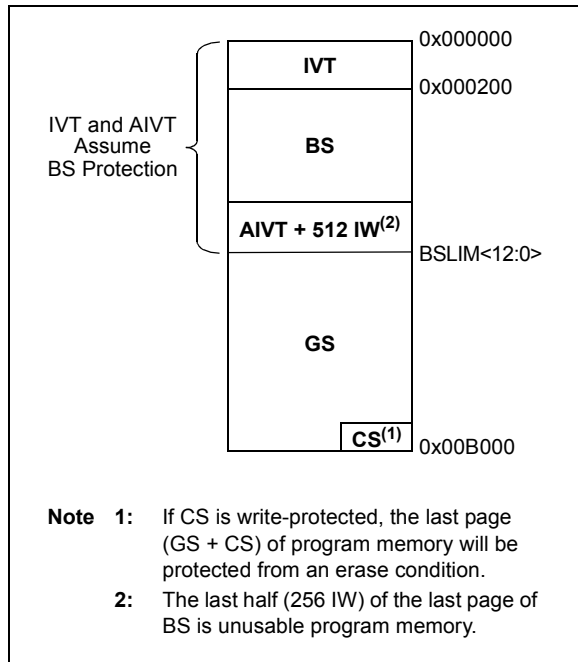 0x000000
IVT
0x000200
IVT and AIVT
Assume
BS Protection
BS
AIVT + 512 IW(2)
BSLIM<12:0>
GS
CS(1)
0x00B000
Note 1: If CS is write-protected, the last page
(GS + CS) of program memory will be
protected from an erase condition.
2: The last half (256 IW) of the last page of
BS is unusable program memory.